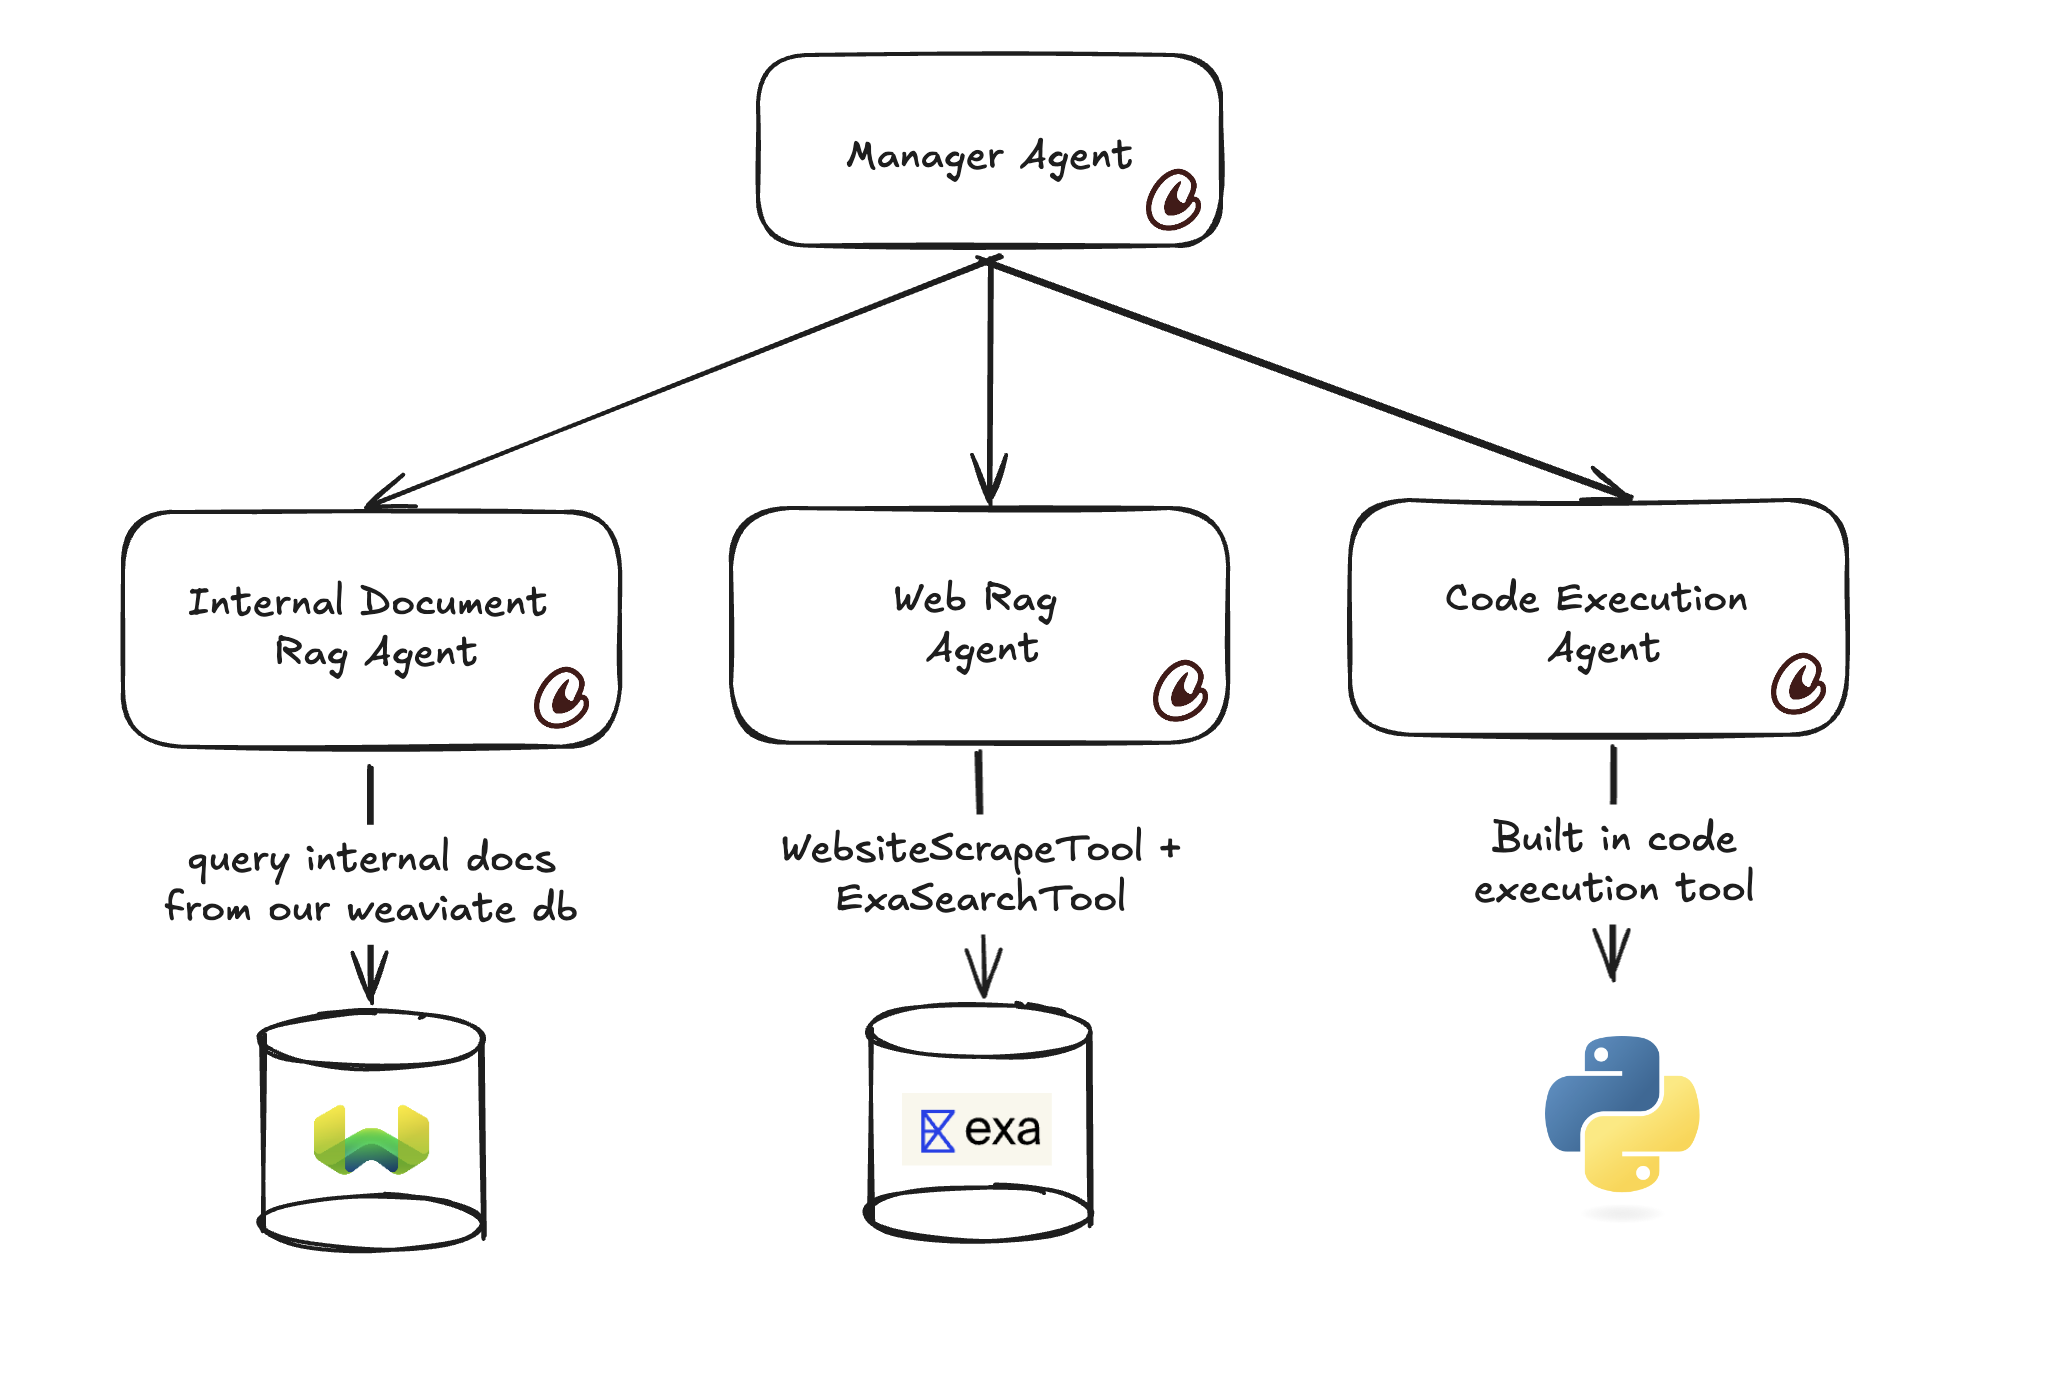 Manager Agent
Internal Document
Rag Agent
Web Rag
Agent
Code Execution
Agent
query internal docs
from our weaviate db
WebsiteScrapeTool +
ExaSearchTool
Built in code
execution tool
exa